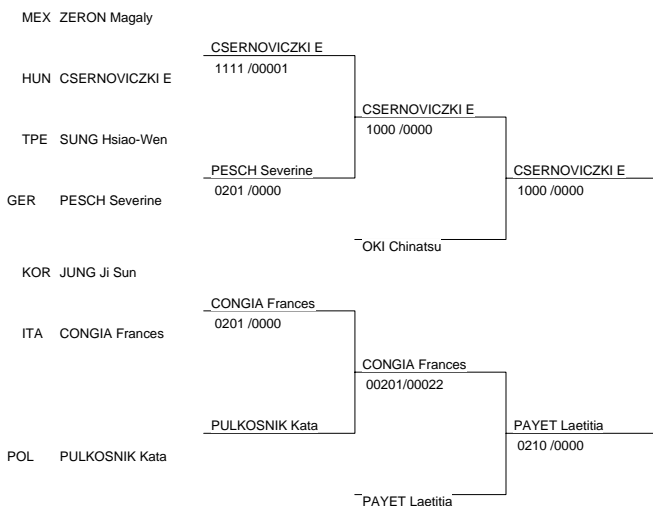 MEX ZERON Magaly
CSERNOVICZKI E
1111 /00001
HUN CSERNOVICZKI E
CSERNOVICZKI E
1000 /0000
TPE SUNG Hsiao-Wen
PESCH Severine
0201 /0000
CSERNOVICZKI E
1000 /0000
GER PESCH Severine
OKI Chinatsu
KOR JUNG Ji Sun
CONGIA Frances
0201 /0000
ITA CONGIA Frances
CONGIA Frances
00201/00022
PULKOSNIK Kata
PAYET Laetitia
0210 /0000
POL PULKOSNIK Kata
PAYET Laetitia